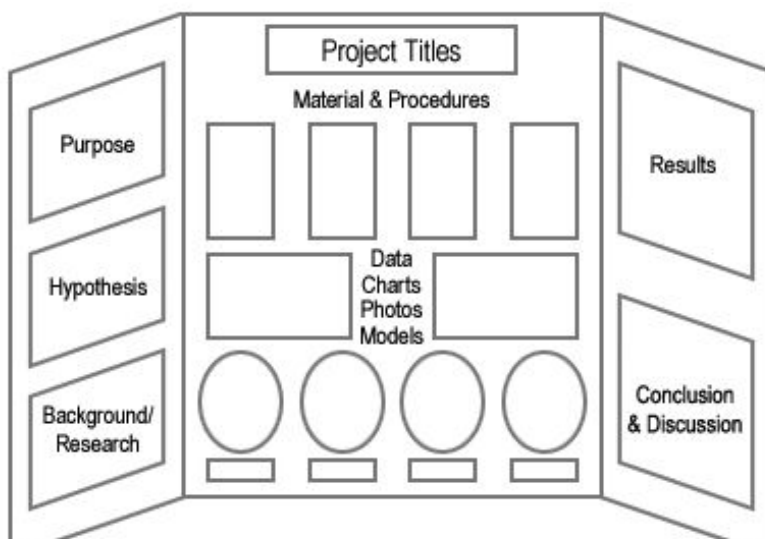 Project Titles
Material & Procedures
Purpose
Hypothesis
Background/
Research
Data
Charts
Photos
Models
Results
Conclusion
& Discussion